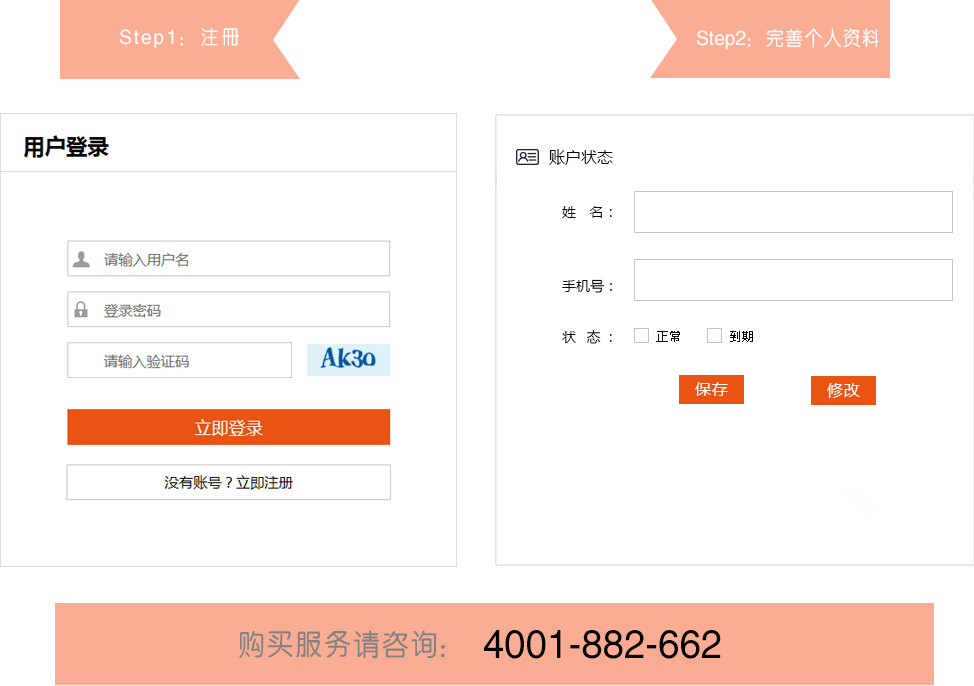 Step1: 注冊
Step2: 完善个人资料
用户登录
请输入用户名
登录密码
请输入验证码
Ak3o
立即登录
没有账号？立即注册
账户状态
姓 名：
手机号：
状 态：
正常
到期
保存
修改
购买服务请咨询: 4001-882-662